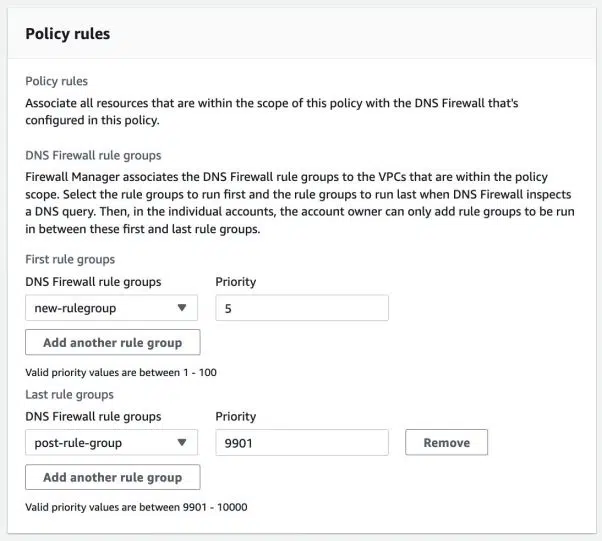 Policy rules
Policy rules
Associate all resources that are within the scope of this policy with the DNS Firewall that's
configured in this policy.
DNS Firewall rule groups
Firewall Manager associates the DNS Firewall rule groups to the VPCs that are within the policy
scope. Select the rule groups to run first and the rule groups to run last when DNS Firewall inspects
a DNS query. Then, in the individual accounts, the account owner can only add rule groups to be run
in between these first and last rule groups.
First rule groups
DNS Firewall rule groups Priority
new-rulegroup 5
Add another rule group
Valid priority values are between 1 - 100
Last rule groups
DNS Firewall rule groups Priority
post-rule-group 9901 Remove
Add another rule group
Valid priority values are between 9901 - 10000